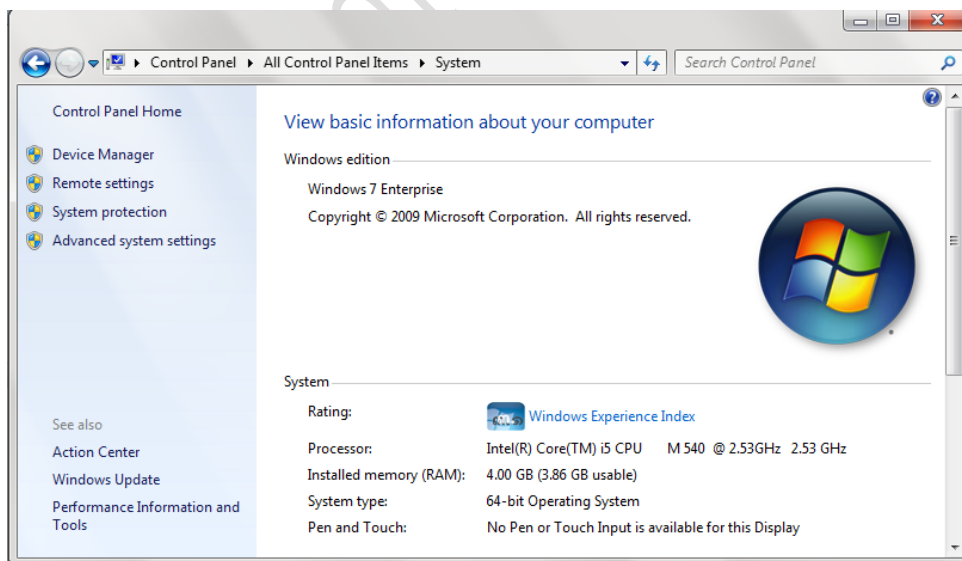 Control Panel ▸ All Control Panel Items ▸ System
Search Control Panel
Control Panel Home
Device Manager
Remote settings
System protection
Advanced system settings
See also
Action Center
Windows Update
Performance Information and
Tools
View basic information about your computer
Windows edition
Windows 7 Enterprise
Copyright © 2009 Microsoft Corporation. All rights reserved.
System
Rating: Windows Experience Index
Processor: Intel(R) Core(TM) i5 CPU M 540 @ 2.53GHz 2.53 GHz
Installed memory (RAM): 4.00 GB (3.86 GB usable)
System type: 64-bit Operating System
Pen and Touch: No Pen or Touch Input is available for this Display